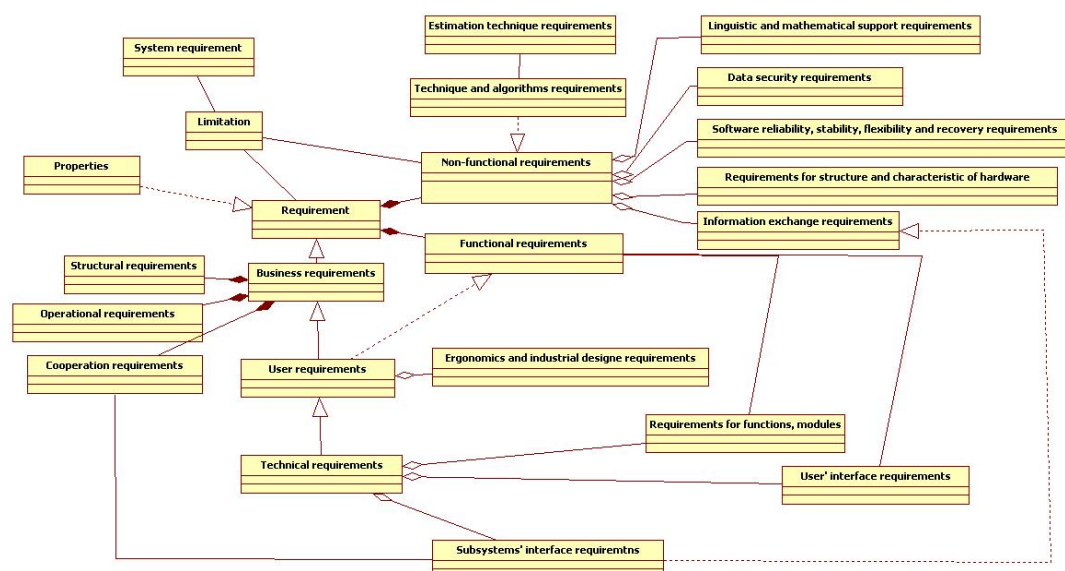 Estimation technique requirements
Linguistic and mathematical support requirements
System requirement
Technique and algorithms requirements
Data security requirements
Limitation
Software reliability, stability, flexibility and recovery requirements
Non-functional requirements
Properties
Requirements for structure and characteristic of hardware
Requirement
Information exchange requirements
Functional requirements
Structural requirements
Business requirements
Operational requirements
Cooperation requirements
User requirements
Ergonomics and industrial designe requirements
Requirements for functions, modules
Technical requirements
User' interface requirements
Subsystems' interface requiremtns